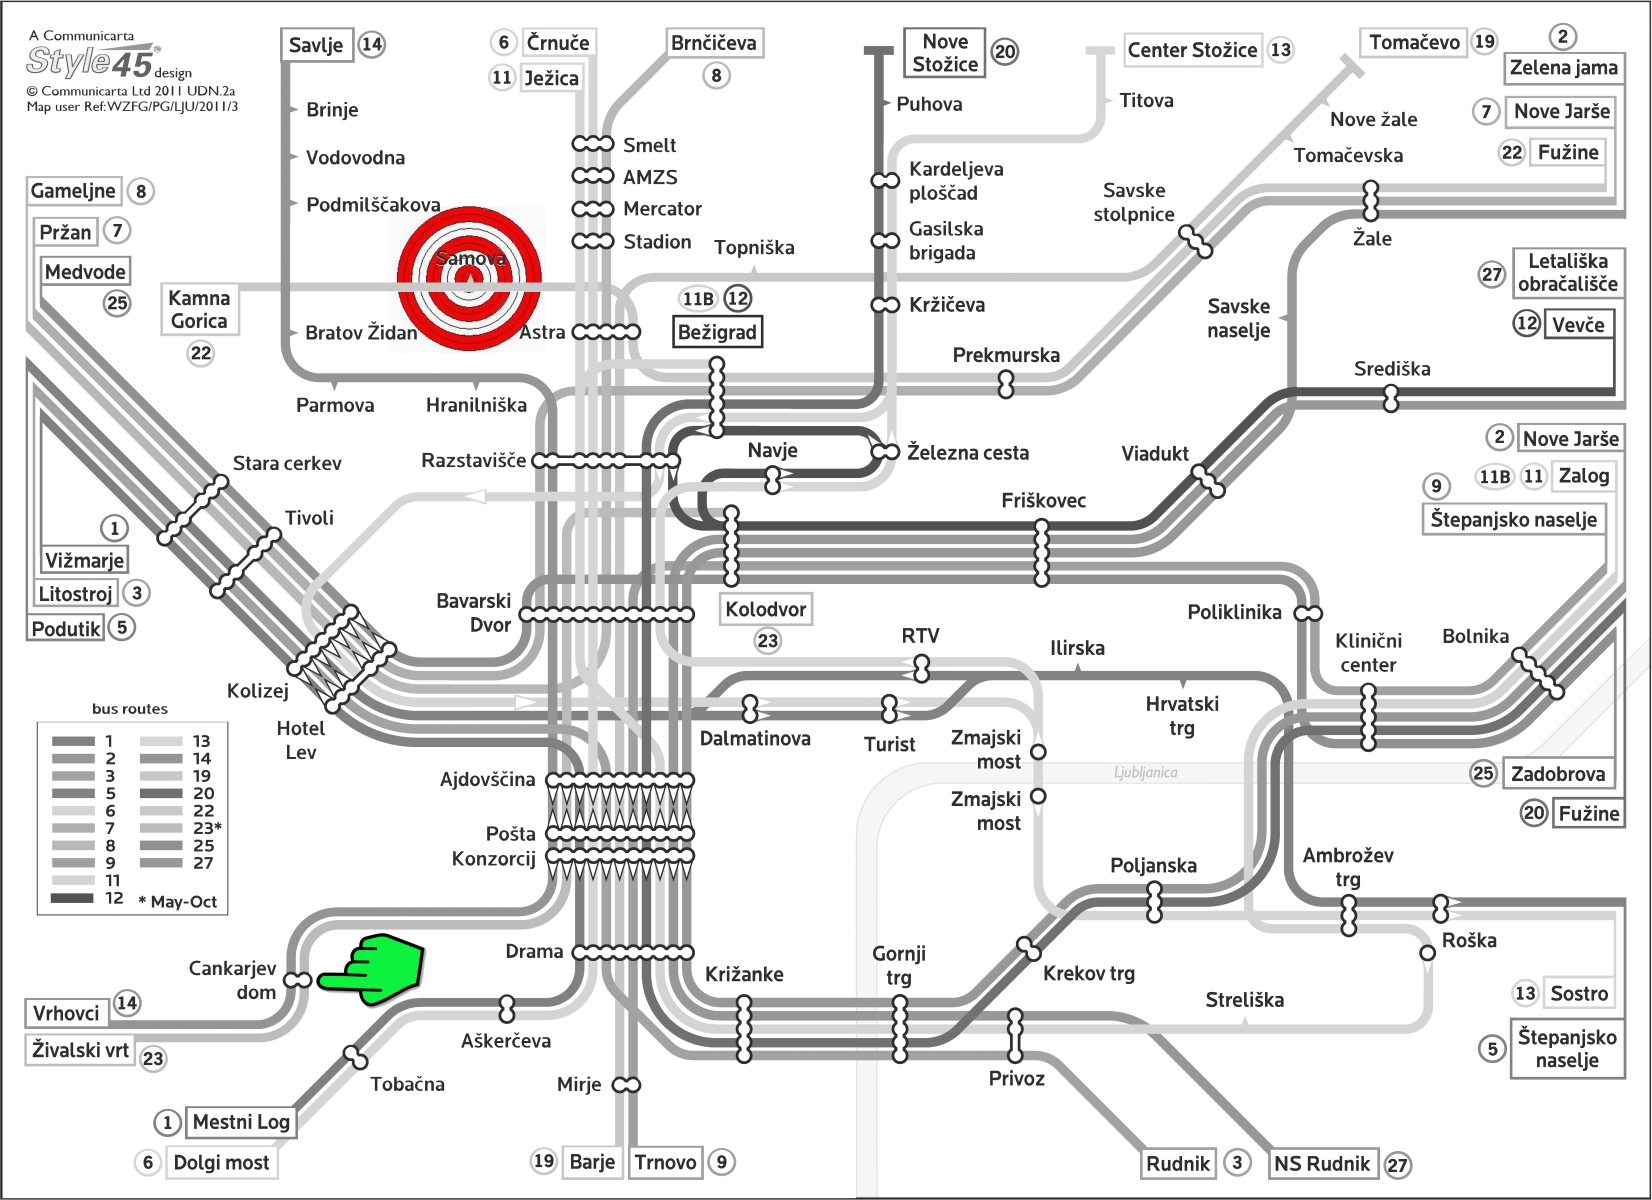 A Communicarta
Style45™
design
© Communicarta Ltd 2011 UDN.2a
Map user Ref:WZFG/PG/LJU/2011/3
Savlje 14
6 Črnuče
11 Ježica
Brnčičeva
8
Nove
Stožice
20
Center Stožice 13
Tomačevo 19
2
Zelena jama
7 Nove Jarše
22 Fužine
Brinje
Vodovodna
Podmilščakova
Samova
Bratov Židan
Parmova
Hranilniška
Smelt
AMZS
Mercator
Stadion
Astra
Topniška
11B 12
Bežigrad
Puhova
Titova
Kardeljeva
ploščad
Gasilska
brigada
Kržičeva
Savske
stolpnice
Nove žale
Tomačevska
Žale
Savske
naselje
Prekmurska
27 Letališka
obračališče
12 Vevče
Središka
Gameljne 8
Pržan 7
Medvode
25
Kamna
Gorica
22
Stara cerkev
Tivoli
1
Vižmarje
Litostroj 3
Podutik 5
Kolizej
Hotel
Lev
Razstavišče
Navje
Železna cesta
Viadukt
Friškovec
Bavarski
Dvor
Kolodvor
23
2 Nove Jarše
11B 11 Zalog
9
Štepanjsko naselje
Poliklinika
Klinični
center
Bolnika
RTV
Ilirska
Hrvatski
trg
Dalmatinova
Turist
Zmajski
most
Zmajski
most
Ljubljanica
25 Zadobrova
20 Fužine
Ajdovščina
Pošta
Konzorcij
bus routes
1
2
3
5
6
7
8
9
11
12
13
14
19
20
22
23*
25
27
* May-Oct
Poljanska
Ambrožev
trg
Roška
Drama
Križanke
Gornji
trg
Krekov trg
Streliška
Privoz
Cankarjev
dom
Vrhovci 14
Živalski vrt 23
Aškerčeva
Tobačna
Mirje
1 Mestni Log
6 Dolgi most
19 Barje
Trnovo 9
Rudnik 3
NS Rudnik 27
13 Sostro
5 Štepanjsko
naselje